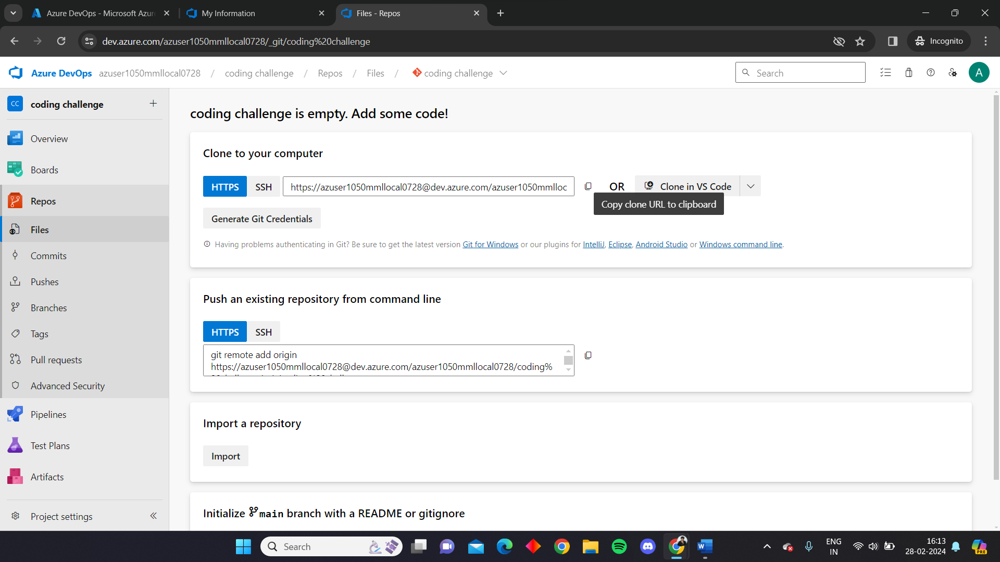 Azure DevOps - Microsoft Azur
My Information
Files - Repos
dev.azure.com/azuser1050mmllocal0728/_git/coding%20challenge
Incognito
Azure DevOps azuser1050mmllocal0728 / coding challenge / Repos / Files / coding challenge
Search
A
CC coding challenge
Overview
Boards
Repos
Files
Commits
Pushes
Branches
Tags
Pull requests
Advanced Security
Pipelines
Test Plans
Artifacts
Project settings
coding challenge is empty. Add some code!
Clone to your computer
HTTPS SSH https://azuser1050mmllocal0728@dev.azure.com/azuser1050mmlloc OR Clone in VS Code
Copy clone URL to clipboard
Generate Git Credentials
Having problems authenticating in Git? Be sure to get the latest version Git for Windows or our plugins for IntelliJ, Eclipse, Android Studio or Windows command line.
Push an existing repository from command line
HTTPS SSH
git remote add origin
https://azuser1050mmllocal0728@dev.azure.com/azuser1050mmllocal0728/coding%
Import a repository
Import
Initialize main branch with a README or gitignore
Search
ENG
IN
16:13
28-02-2024
PRE